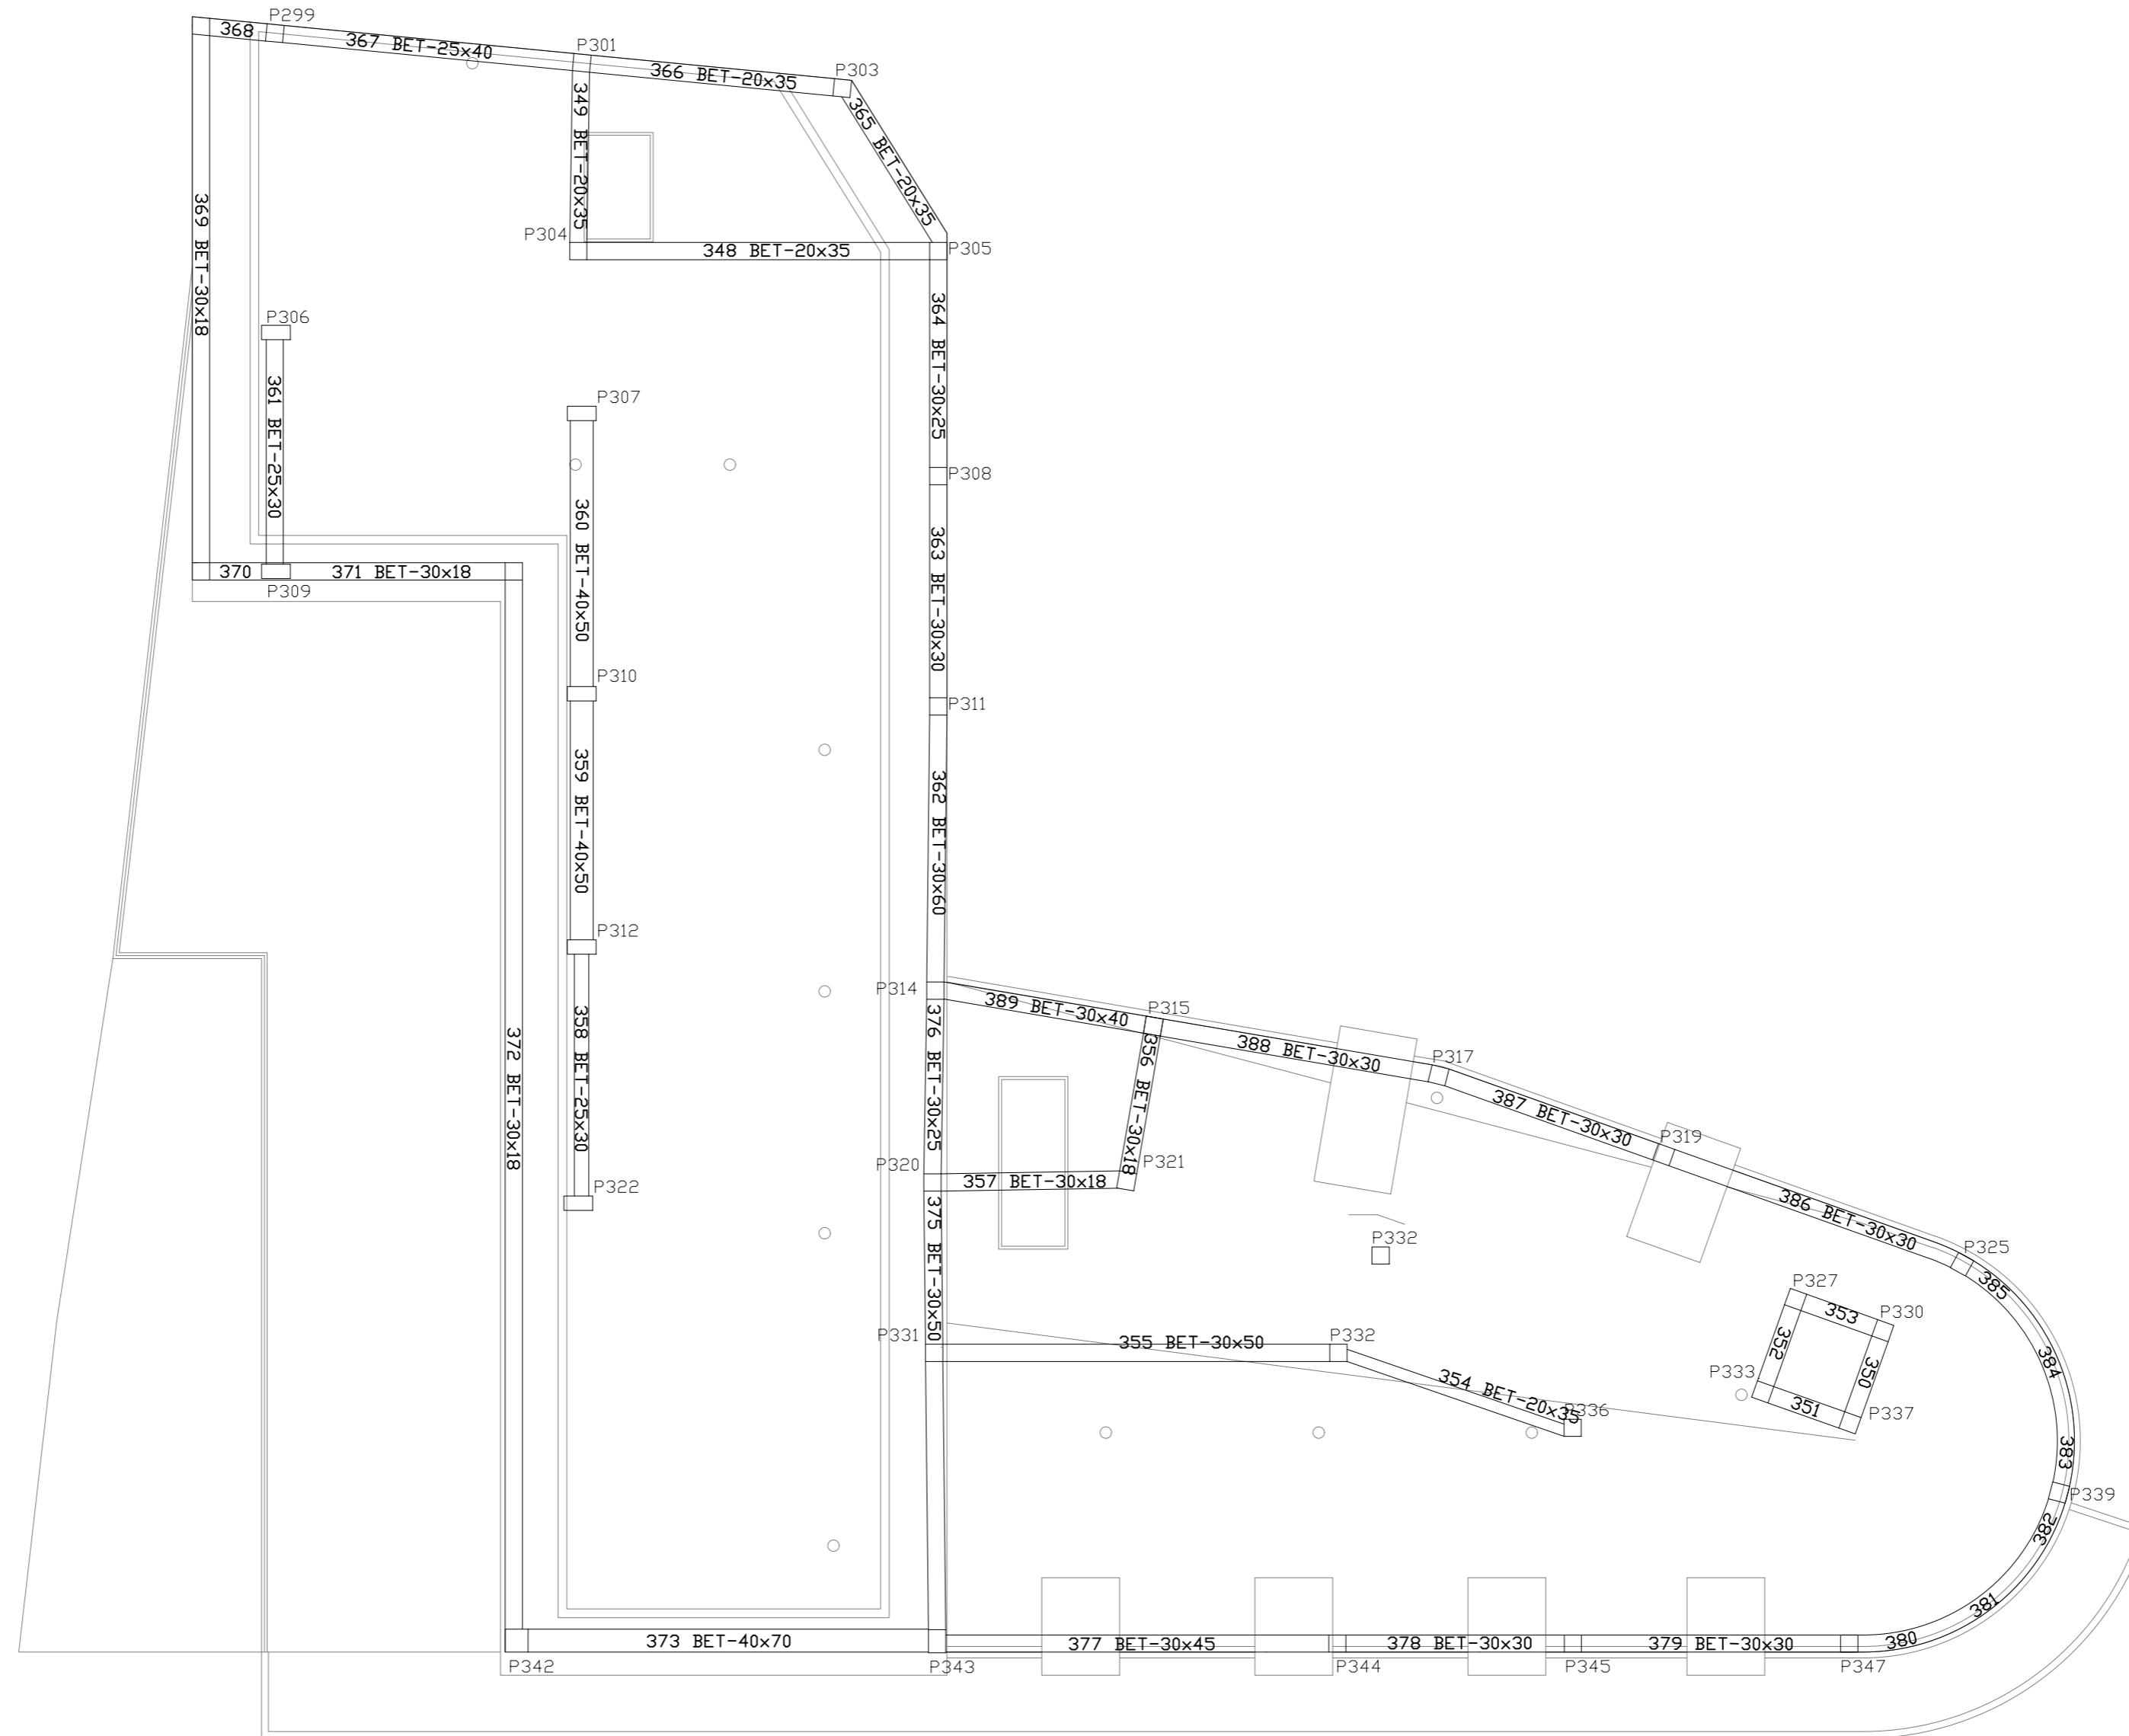 P299
368
367 BET-25x40
P301
366 BET-20x35
P303
349 BET-20x35
365 BET-20x35
369 BET-30x18
P304
348 BET-20x35
P305
P306
364 BET-30x25
361 BET-25x30
P307
P308
360 BET-40x50
363 BET-30x30
370
371 BET-30x18
P309
P310
P311
359 BET-40x50
362 BET-30x60
P312
P314
389 BET-30x40
P315
376 BET-30x25
358 BET-25x30
372 BET-30x18
356 BET-30x18
388 BET-30x30
P317
387 BET-30x30
P319
P320
357 BET-30x18
P321
P322
386 BET-30x30
375 BET-30x50
P332
P325
385
P327
353
P330
P331
355 BET-30x50
P332
352
384
350
354 BET-20x35
P333
351
P336
P337
383
P339
382
381
373 BET-40x70
377 BET-30x45
378 BET-30x30
379 BET-30x30
380
P342
P343
P344
P345
P347